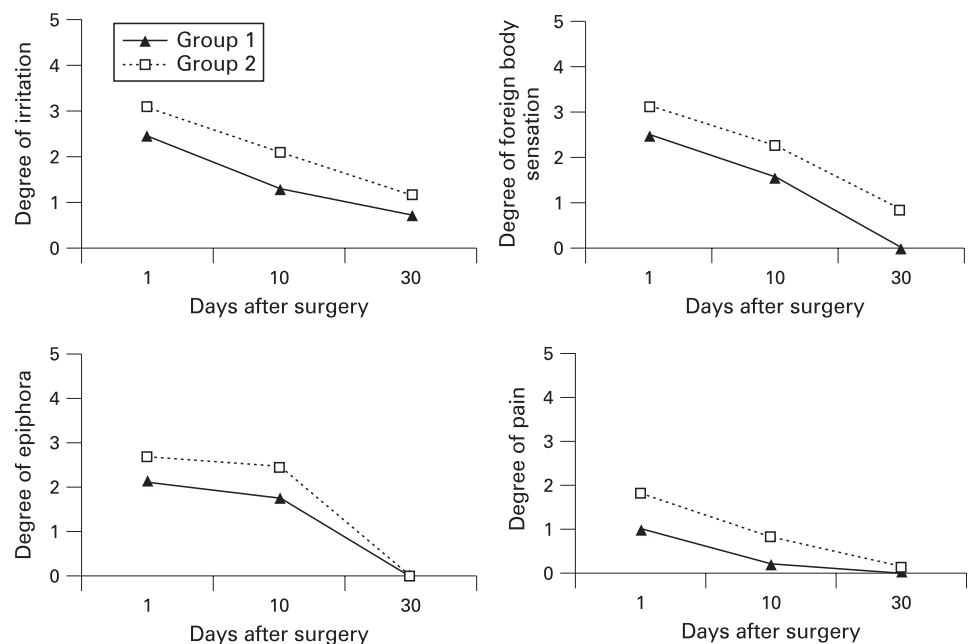 Degree of irritation
5
4
3
2
1
0
Group 1
Group 2
1 10 30
Days after surgery
Degree of foreign body
sensation
5
4
3
2
1
0
1 10 30
Days after surgery
Degree of epiphora
5
4
3
2
1
0
1 10 30
Days after surgery
Degree of pain
5
4
3
2
1
0
1 10 30
Days after surgery